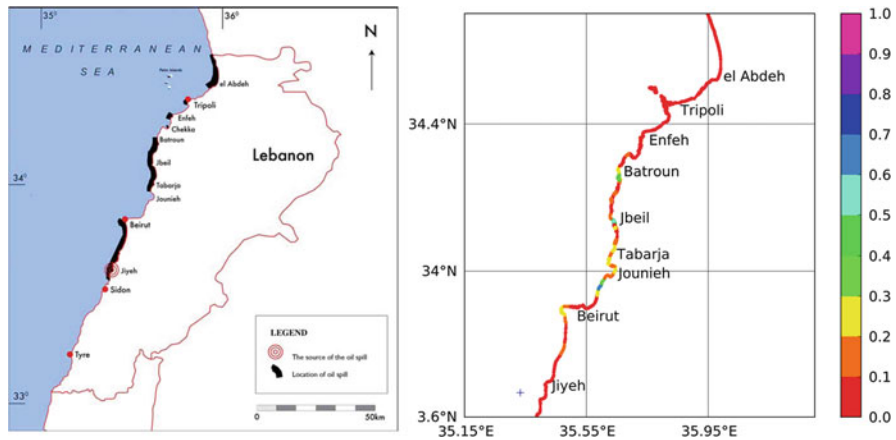 35°
36°
MEDITERRANEAN
SEA
N
Palm Islands
el Abdeh
Tripoli
Enfeh
Chekka
Batroun
Jbeil
Tabarja
Jounieh
Lebanon
34°
Beirut
Jiyeh
Sidon
Tyre
33°
LEGEND
The source of the oil spill
Location of oil spill
0
50km
34.4°N
34°N
3.6°N
35.15°E
35.55°E
35.95°E
el Abdeh
Tripoli
Enfeh
Batroun
Jbeil
Tabarja
Jounieh
Beirut
Jiyeh
1.0
0.9
0.8
0.7
0.6
0.5
0.4
0.3
0.2
0.1
0.0